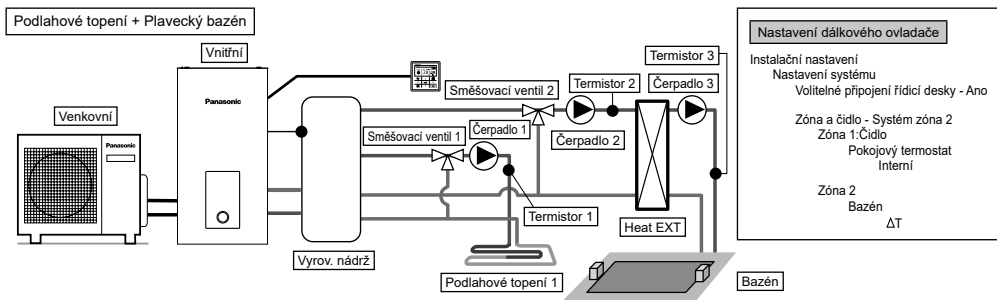 Podlahové topení + Plavecký bazén
Vnitřní
Panasonic
Venkovní
Panasonic
Vyrov. nádrž
Směšovací ventil 1
Čerpadlo 1
Termistor 1
Podlahové topení 1
Směšovací ventil 2
Čerpadlo 2
Termistor 2
Heat EXT
Čerpadlo 3
Termistor 3
Bazén
Nastavení dálkového ovladače
Instalační nastavení
Nastavení systému
Volitelné připojení řídicí desky - Ano
Zóna a čidlo - Systém zóna 2
Zóna 1:Čidlo
Pokojový termostat
Interní
Zóna 2
Bazén
ΔT